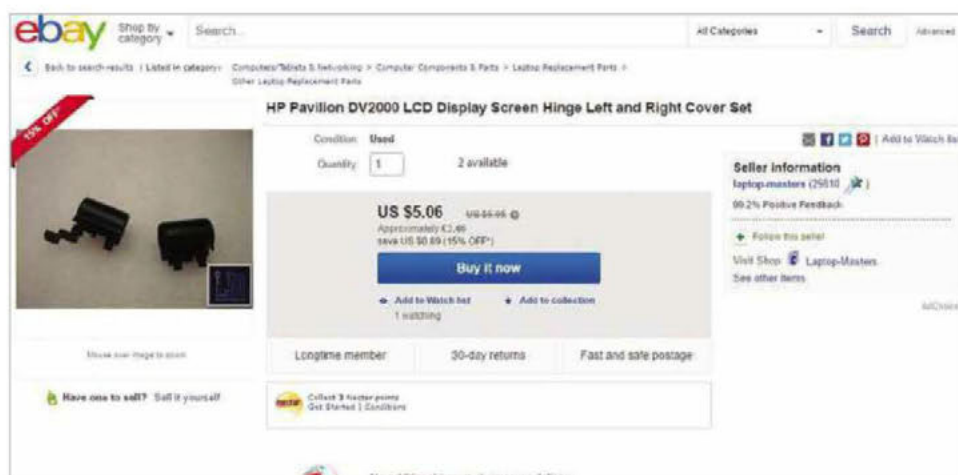 ebay
Shop by category
Search...
All Categories
Search
Advanced
Back to search results | Listed in category:
Computers/Tablets & Networking > Computer Components & Parts > Laptop Replacement Parts >
Other Laptop Replacement Parts
15% OFF*
HP Pavilion DV2000 LCD Display Screen Hinge Left and Right Cover Set
Condition: Used
Quantity: 1 2 available
US $5.06
Approximately
save US $0.89 (15% OFF*)
Buy it now
Add to Watch list
Add to collection
1 watching
Longtime member
30-day returns
Fast and safe postage
Collect 3 Nectar points
Get Started | Conditions
Mouse over image to zoom
Have one to sell? Sell it yourself
Add to Watch list
Seller information
laptop-masters
99.2% Positive Feedback
Follow this seller
Visit Shop: Laptop-Masters
See other items
AdChoice